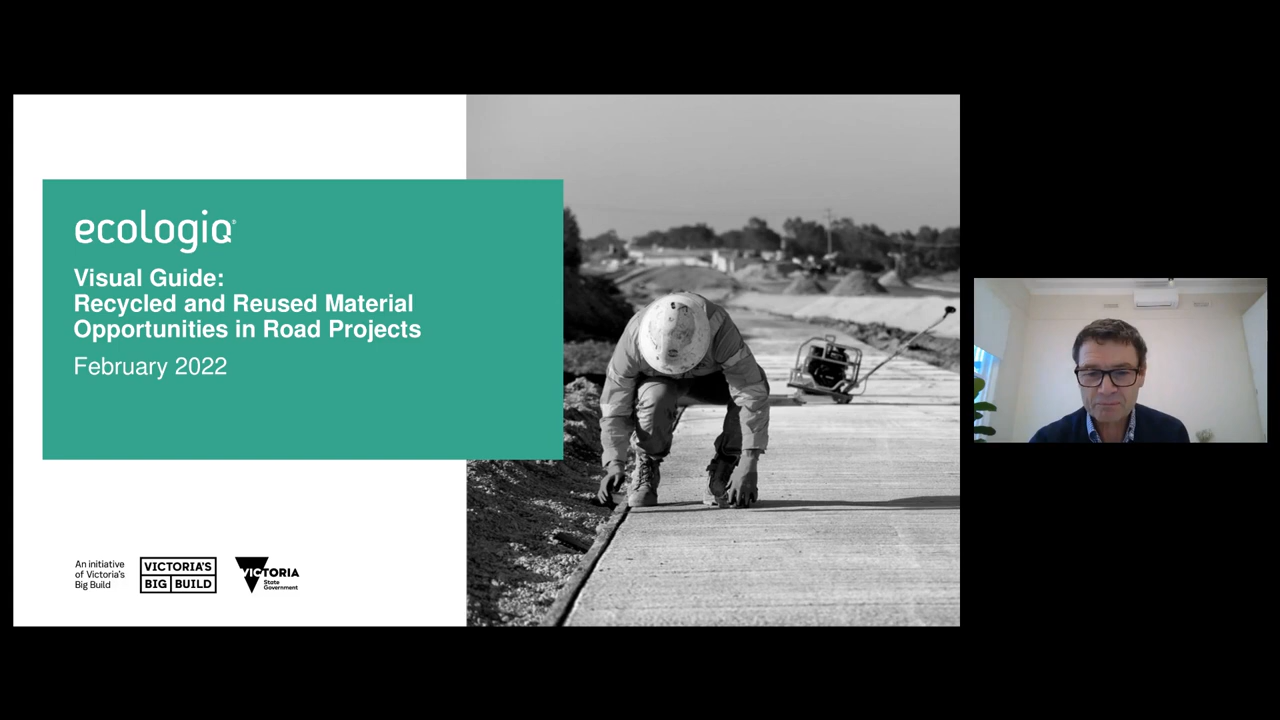 ecologiQ
Visual Guide:
Recycled and Reused Material
Opportunities in Road Projects
February 2022
An initiative
of Victoria's
Big Build
VICTORIA'S
BIG BUILD
VICTORIA
State
Government